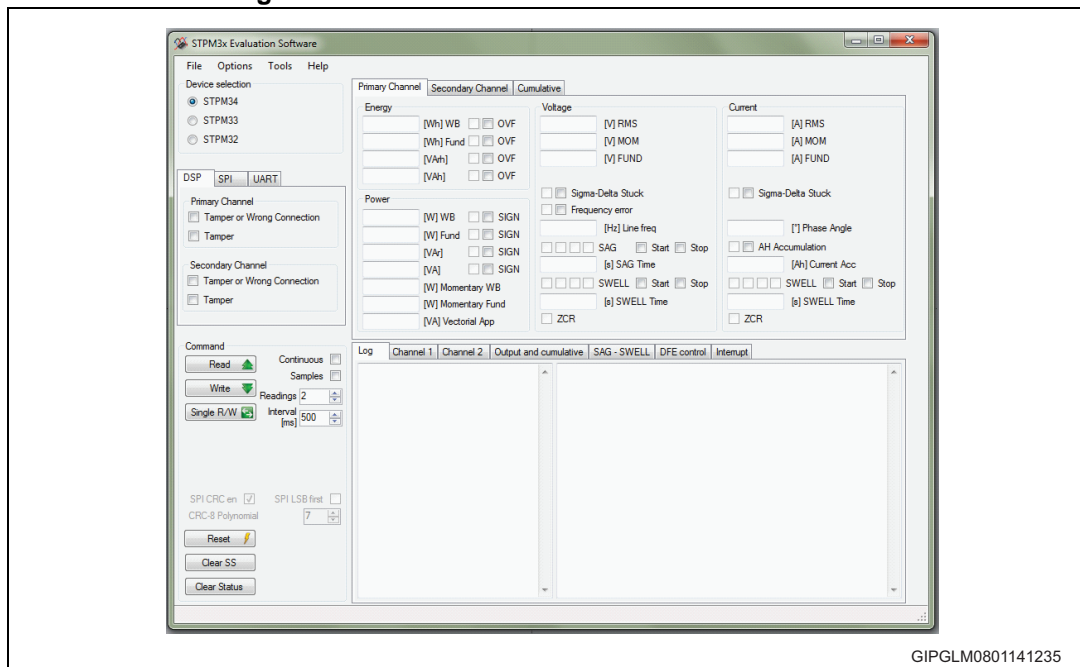 STPM3x Evaluation Software
File Options Tools Help
Device selection
STPM34
STPM33
STPM32
DSP SPI UART
Primary Channel
Tamper or Wrong Connection
Tamper
Secondary Channel
Tamper or Wrong Connection
Tamper
Command
Read
Continuous
Samples
Write
Readings 2
Single R/W
Interval
[ms] 500
SPI CRC en
SPI LSB first
CRC-8 Polynomial 7
Reset
Clear SS
Clear Status
Primary Channel Secondary Channel Cumulative
Energy
[Wh] WB OVF
[Wh] Fund OVF
[VArh] OVF
[VAh] OVF
Power
[W] WB SIGN
[W] Fund SIGN
[VAr] SIGN
[VA] SIGN
[W] Momentary WB
[W] Momentary Fund
[VA] Vectorial App
Voltage
[V] RMS
[V] MOM
[V] FUND
Sigma-Delta Stuck
Frequency error
[Hz] Line freq
SAG Start Stop
[s] SAG Time
SWELL Start Stop
[s] SWELL Time
ZCR
Current
[A] RMS
[A] MOM
[A] FUND
Sigma-Delta Stuck
[°] Phase Angle
AH Accumulation
[Ah] Current Acc
SWELL Start Stop
[s] SWELL Time
ZCR
Log Channel 1 Channel 2 Output and cumulative SAG - SWELL DFE control Interrupt
GIPGLM0801141235